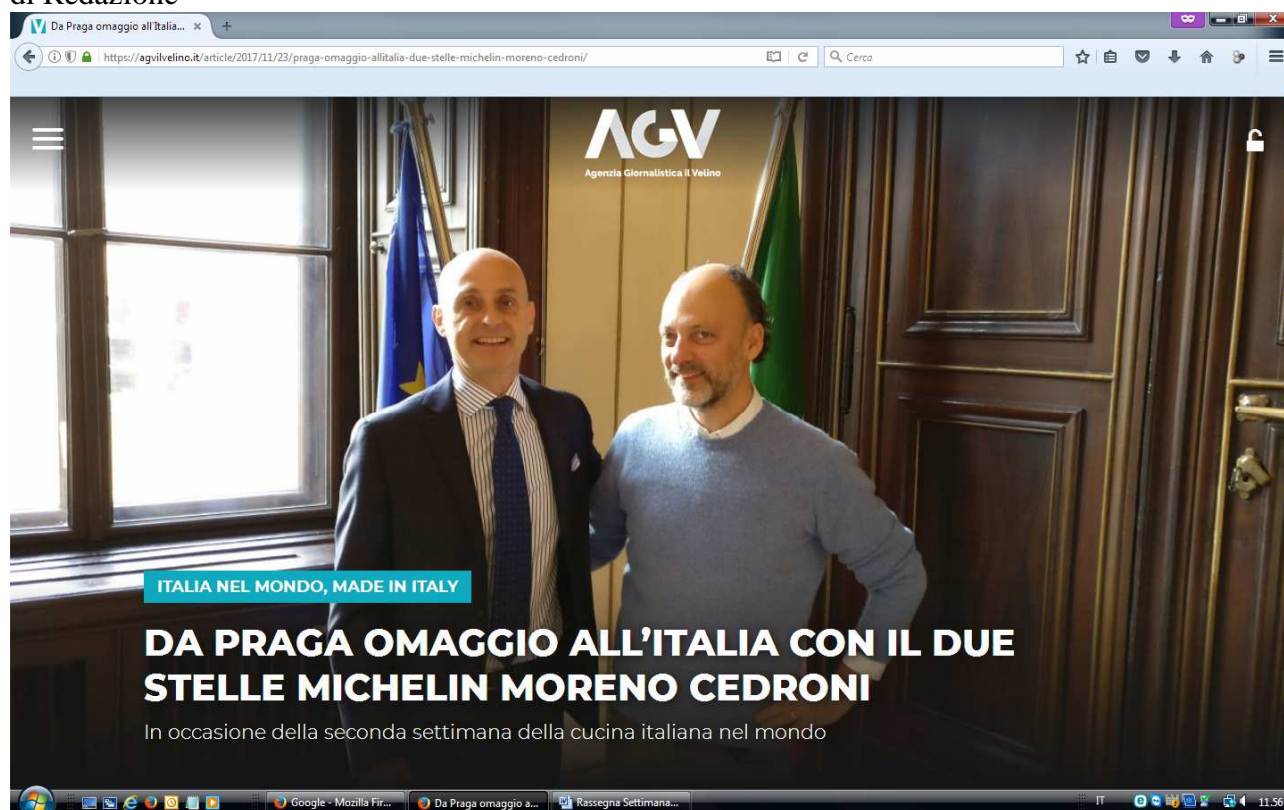 di Redazione
Da Praga omaggio all'Italia...
https://agvilvelino.it/article/2017/11/23/praga-omaggio-allitalia-due-stelle-michelin-moreno-cedroni/
Cerca
AGV
Agenzia Giornalistica il Velino
ITALIA NEL MONDO, MADE IN ITALY
DA PRAGA OMAGGIO ALL’ITALIA CON IL DUE
STELLE MICHELIN MORENO CEDRONI
In occasione della seconda settimana della cucina italiana nel mondo
Google - Mozilla Fir...
Da Praga omaggio a...
Rassegna Settimana...
IT
11:56